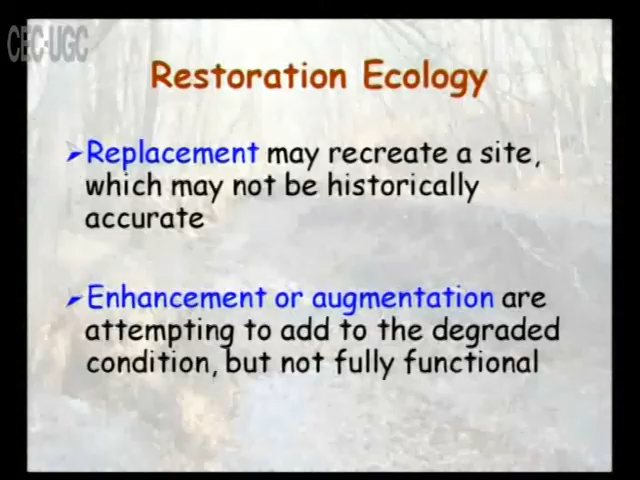 CEC-UGC
Restoration Ecology
➢Replacement may recreate a site,
which may not be historically
accurate
➢Enhancement or augmentation are
attempting to add to the degraded
condition, but not fully functional